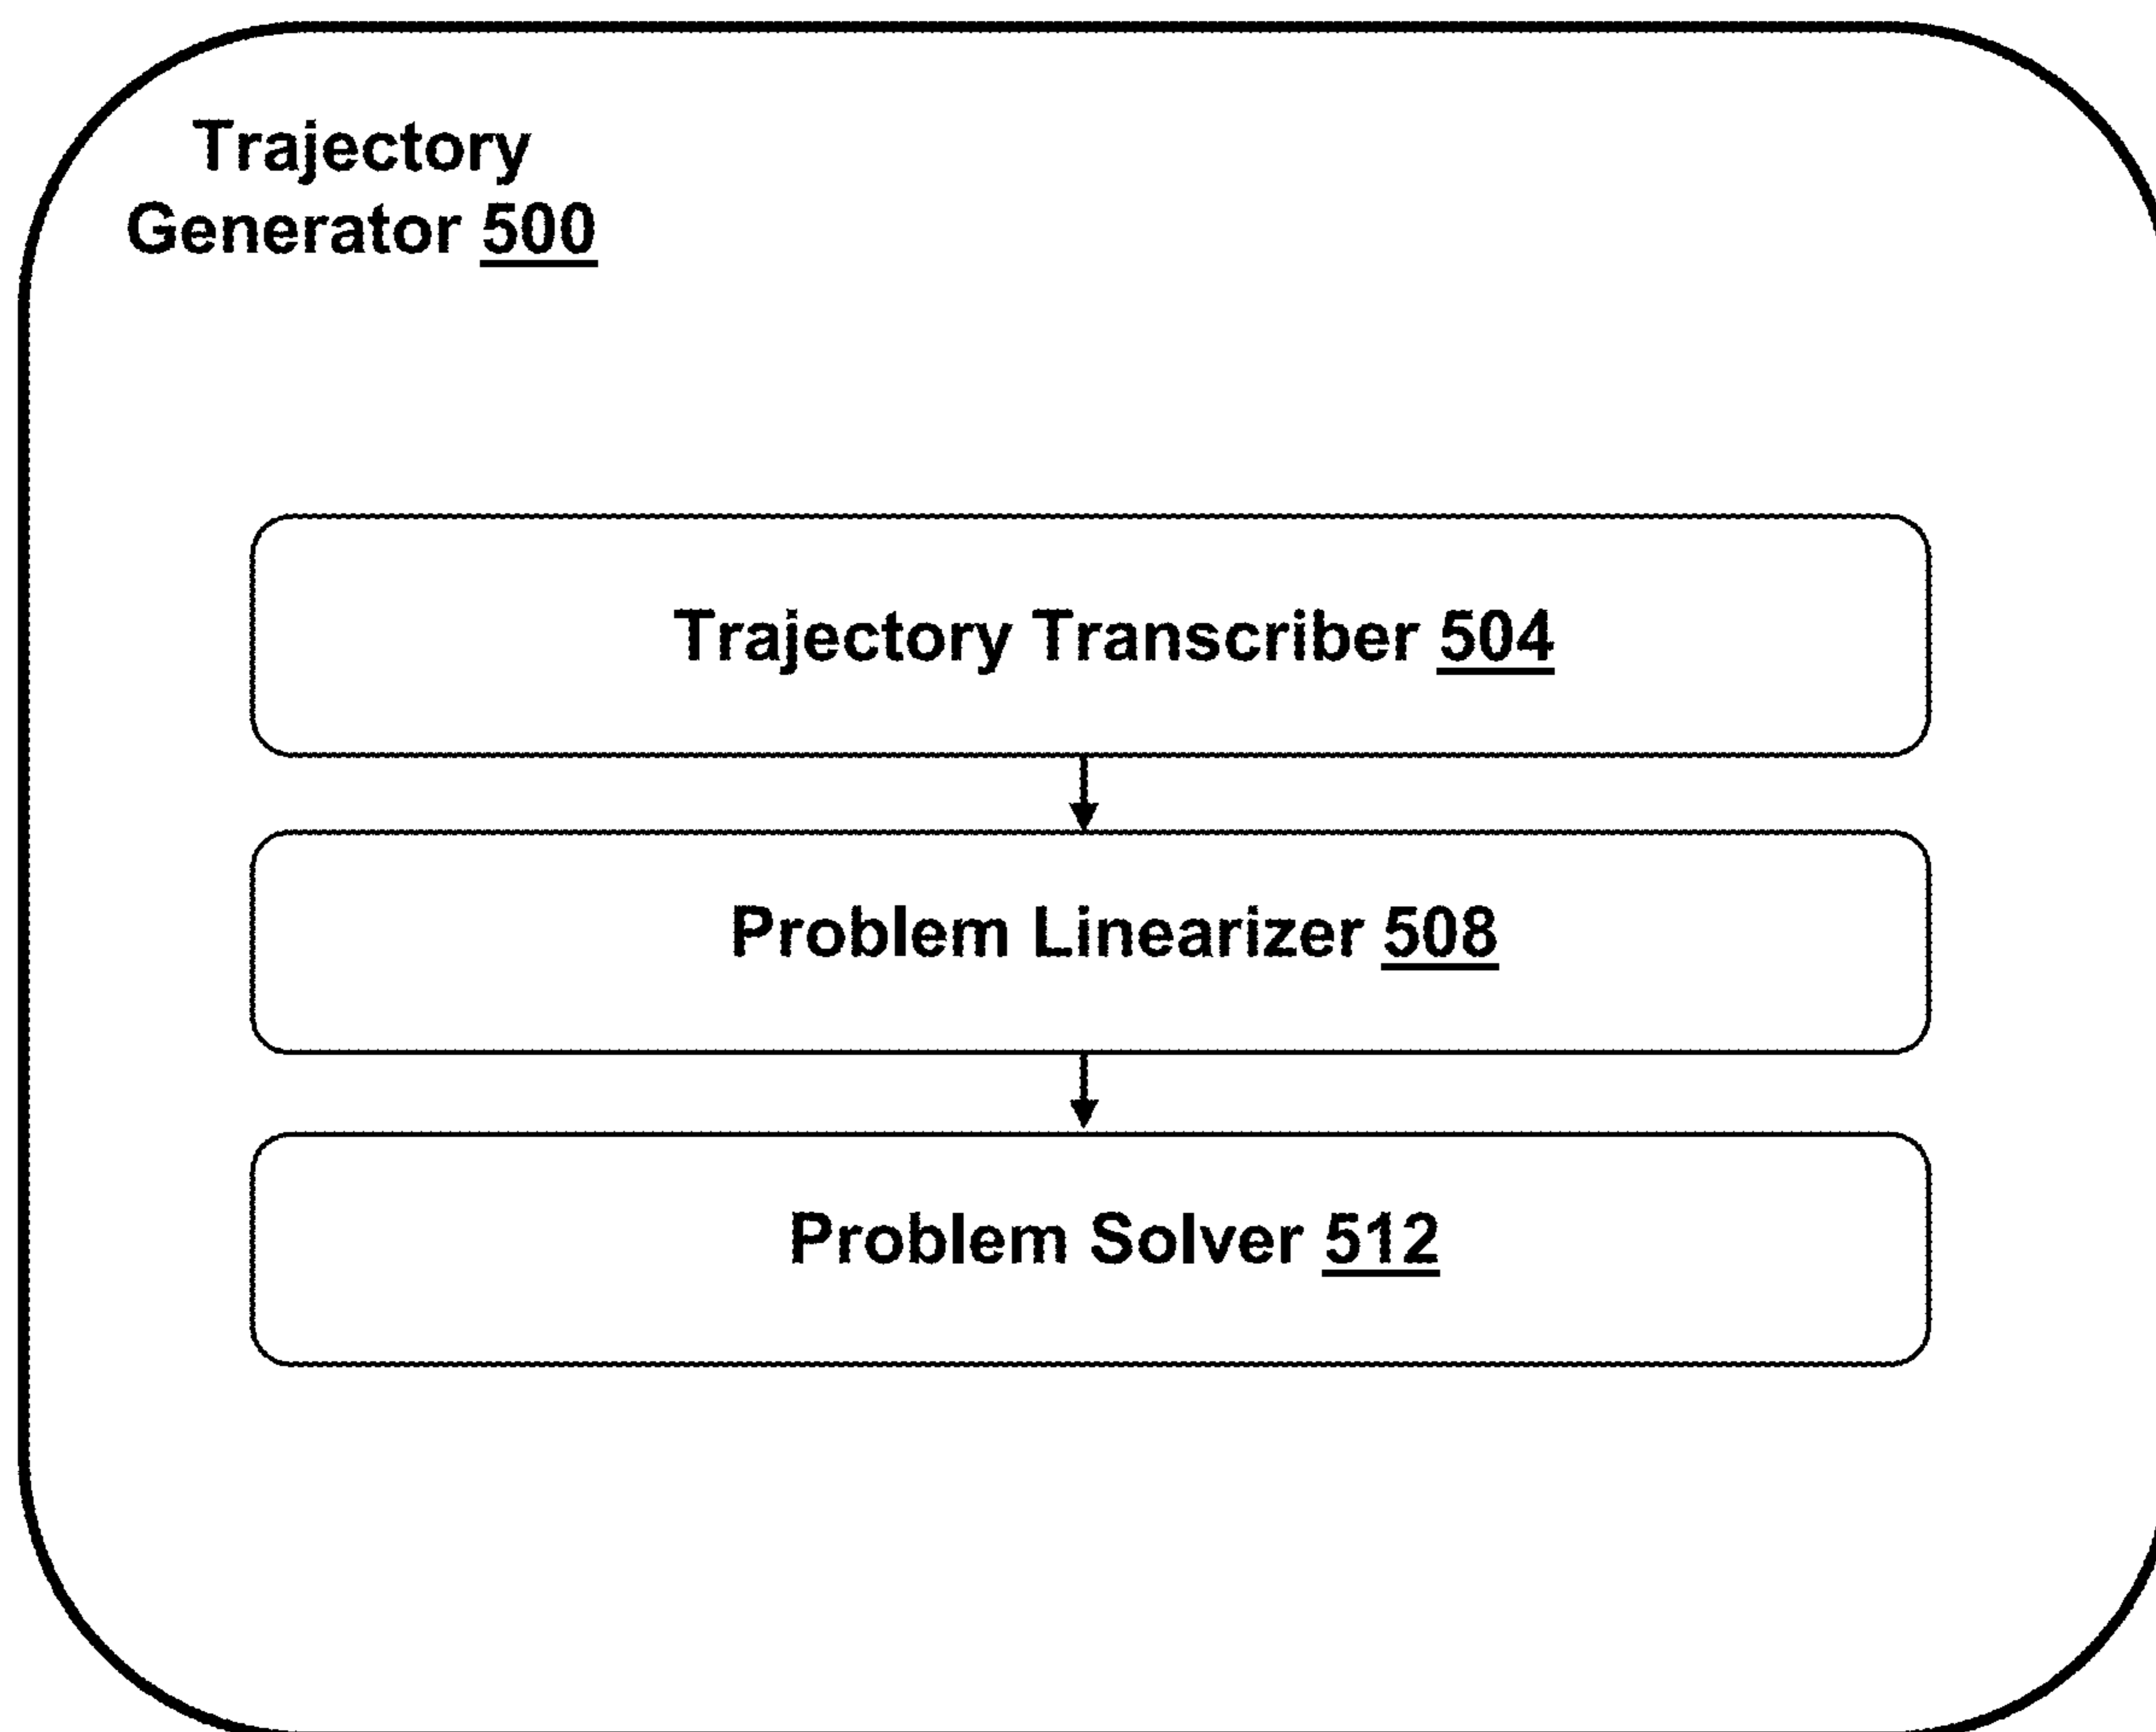 Trajectory
Generator 500
Trajectory Transcriber 504
Problem Linearizer 508
Problem Solver 512